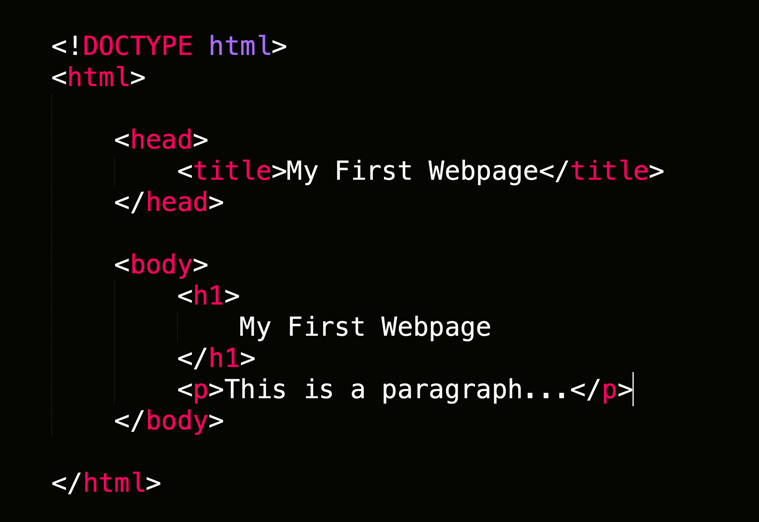 <!DOCTYPE html>
<html>
<head>
<title>My First Webpage</title>
</head>
<body>
<h1>
My First Webpage
</h1>
<p>This is a paragraph...</p>
</body>
</html>